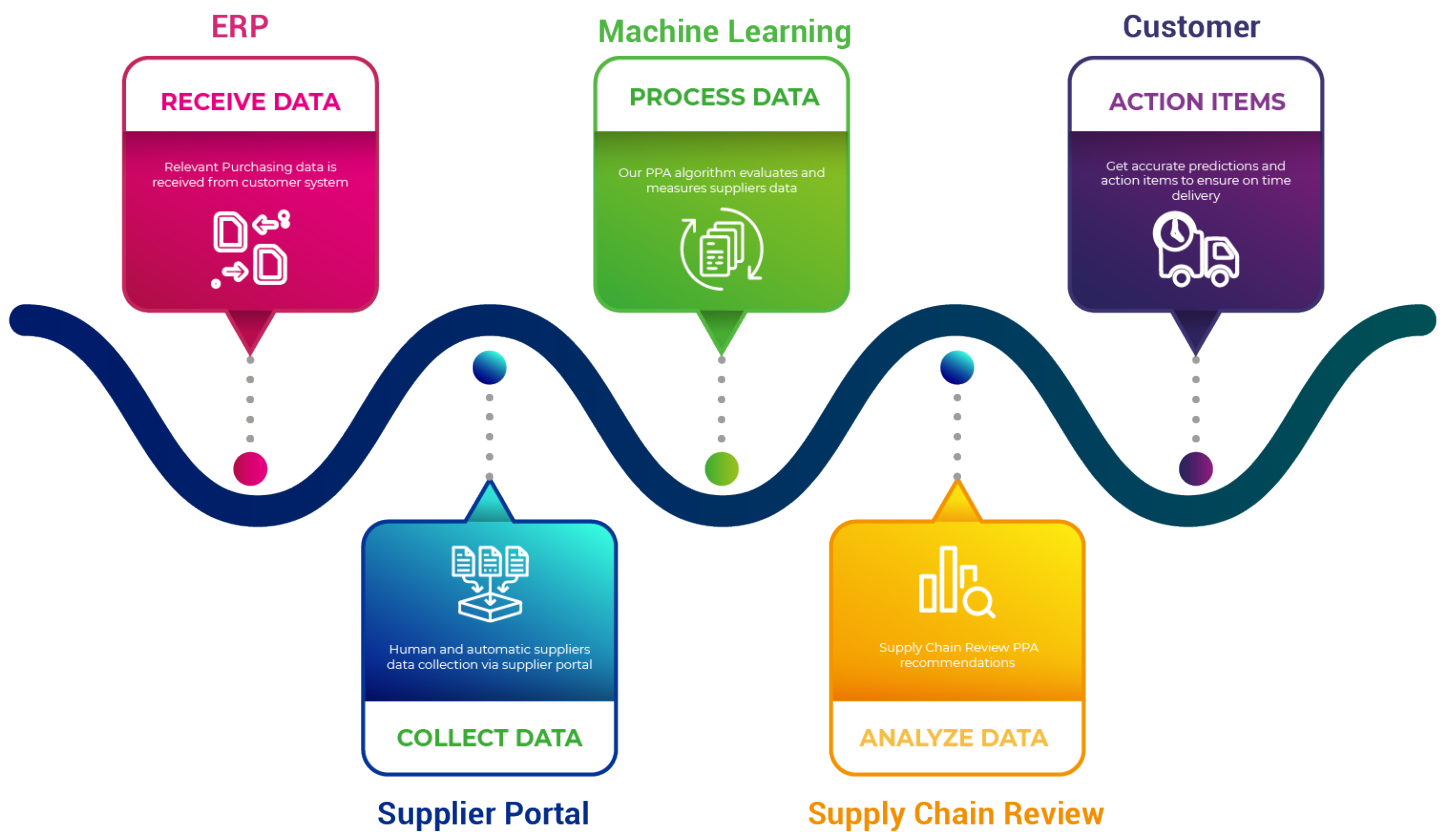 ERP
RECEIVE DATA
Relevant Purchasing data is
received from customer system
Supplier Portal
COLLECT DATA
Human and automatic suppliers
data collection via supplier portal
Machine Learning
PROCESS DATA
Our PPA algorithm evaluates and
measures suppliers data
Supply Chain Review
ANALYZE DATA
Supply Chain Review PPA
recommendations
Customer
ACTION ITEMS
Get accurate predictions and
action items to ensure on time
delivery